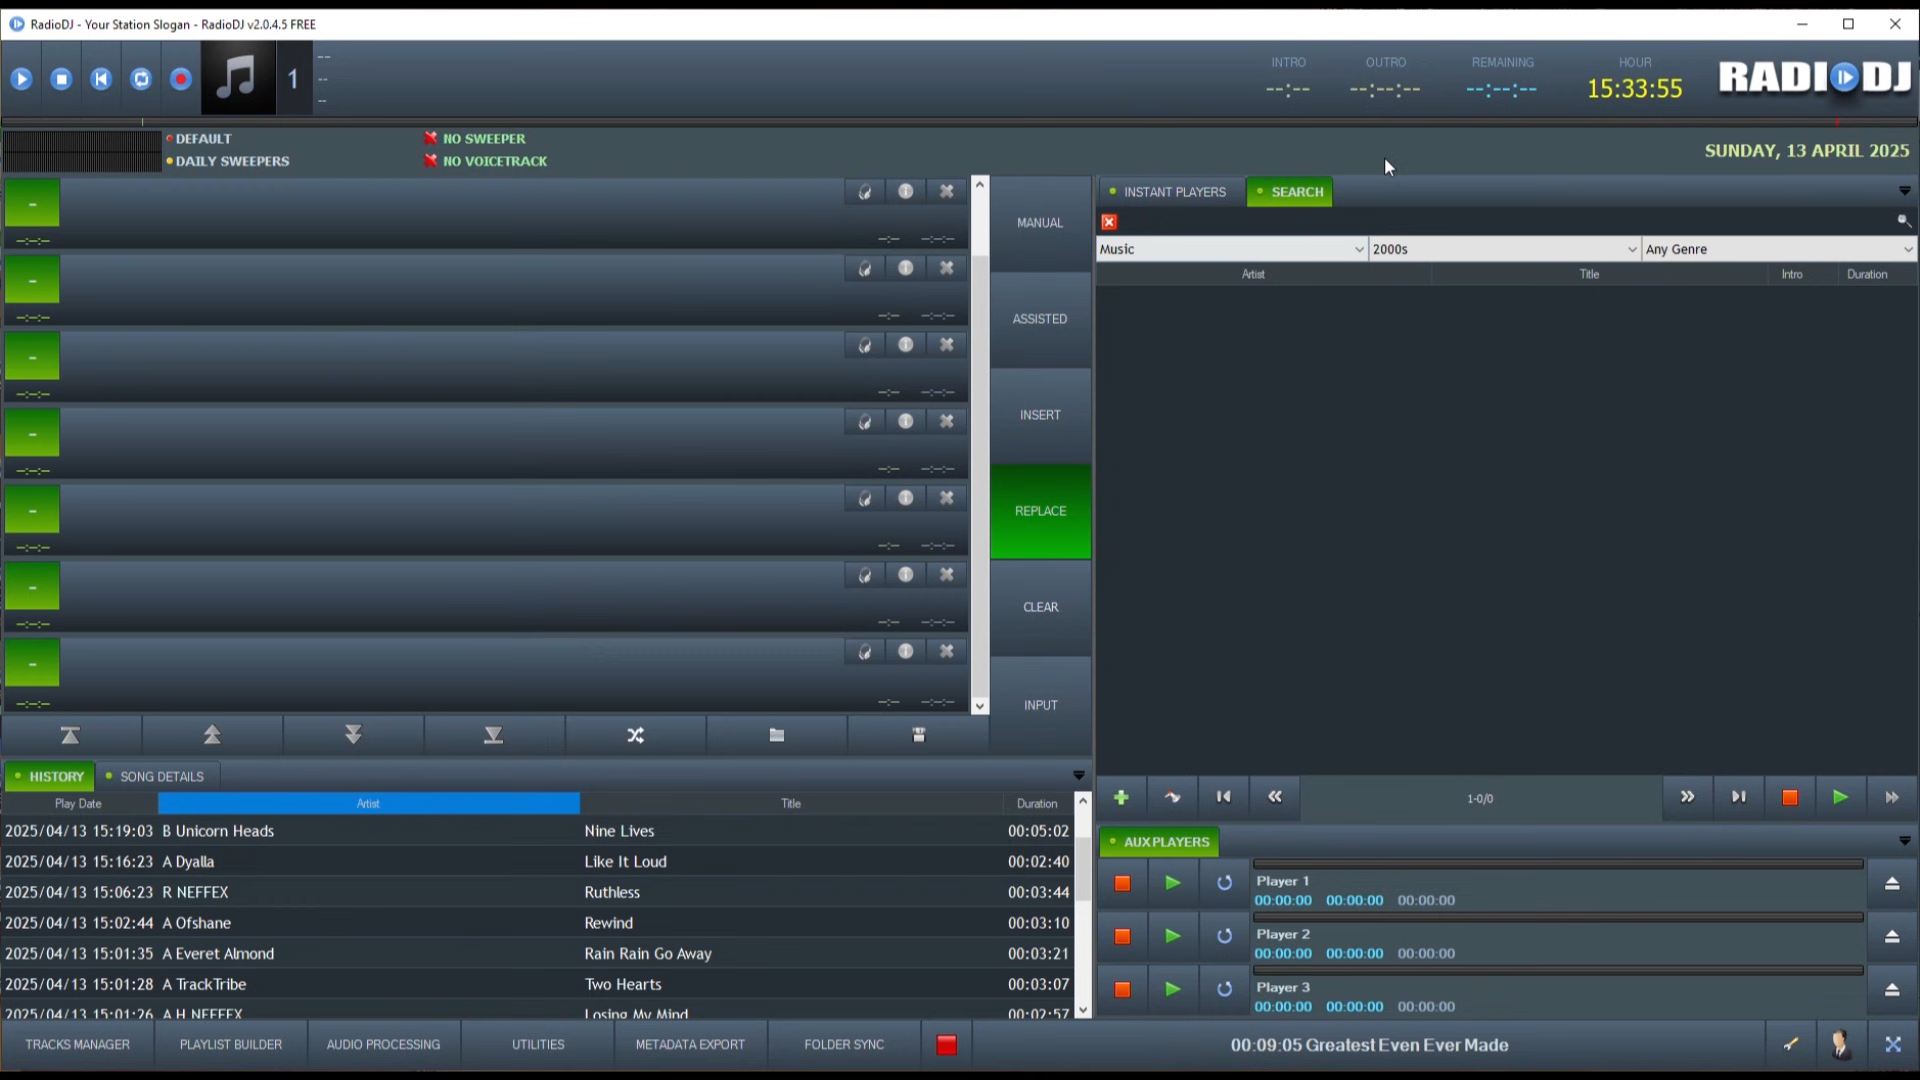 RadioDJ - Your Station Slogan - RadioDJ v2.0.4.5 FREE
1
--
--
--
INTRO
--:--
OUTRO
--:--:--
REMAINING
--:--:--
HOUR
15:33:55
RADIODJ
DEFAULT
DAILY SWEEPERS
NO SWEEPER
NO VOICETRACK
SUNDAY, 13 APRIL 2025
-
--:--:--
--:-- --:--:--
-
--:--:--
--:-- --:--:--
-
--:--:--
--:-- --:--:--
-
--:--:--
--:-- --:--:--
-
--:--:--
--:-- --:--:--
-
--:--:--
--:-- --:--:--
-
--:--:--
--:-- --:--:--
MANUAL
ASSISTED
INSERT
REPLACE
CLEAR
INPUT
INSTANT PLAYERS SEARCH
Music 2000s Any Genre
Artist Title Intro Duration
1-0/0
HISTORY SONG DETAILS
Play Date Artist Title Duration
2025/04/13 15:19:03 B Unicorn Heads Nine Lives 00:05:02
2025/04/13 15:16:23 A Dyalla Like It Loud 00:02:40
2025/04/13 15:06:23 R NEFFEX Ruthless 00:03:44
2025/04/13 15:02:44 A Ofshane Rewind 00:03:10
2025/04/13 15:01:35 A Everet Almond Rain Rain Go Away 00:03:21
2025/04/13 15:01:28 A TrackTribe Two Hearts 00:03:07
2025/04/13 15:01:26 A H NEFFEX Losing My Mind 00:02:57
AUX PLAYERS
Player 1
00:00:00 00:00:00 00:00:00
Player 2
00:00:00 00:00:00 00:00:00
Player 3
00:00:00 00:00:00 00:00:00
TRACKS MANAGER PLAYLIST BUILDER AUDIO PROCESSING UTILITIES METADATA EXPORT FOLDER SYNC
00:09:05 Greatest Even Ever Made